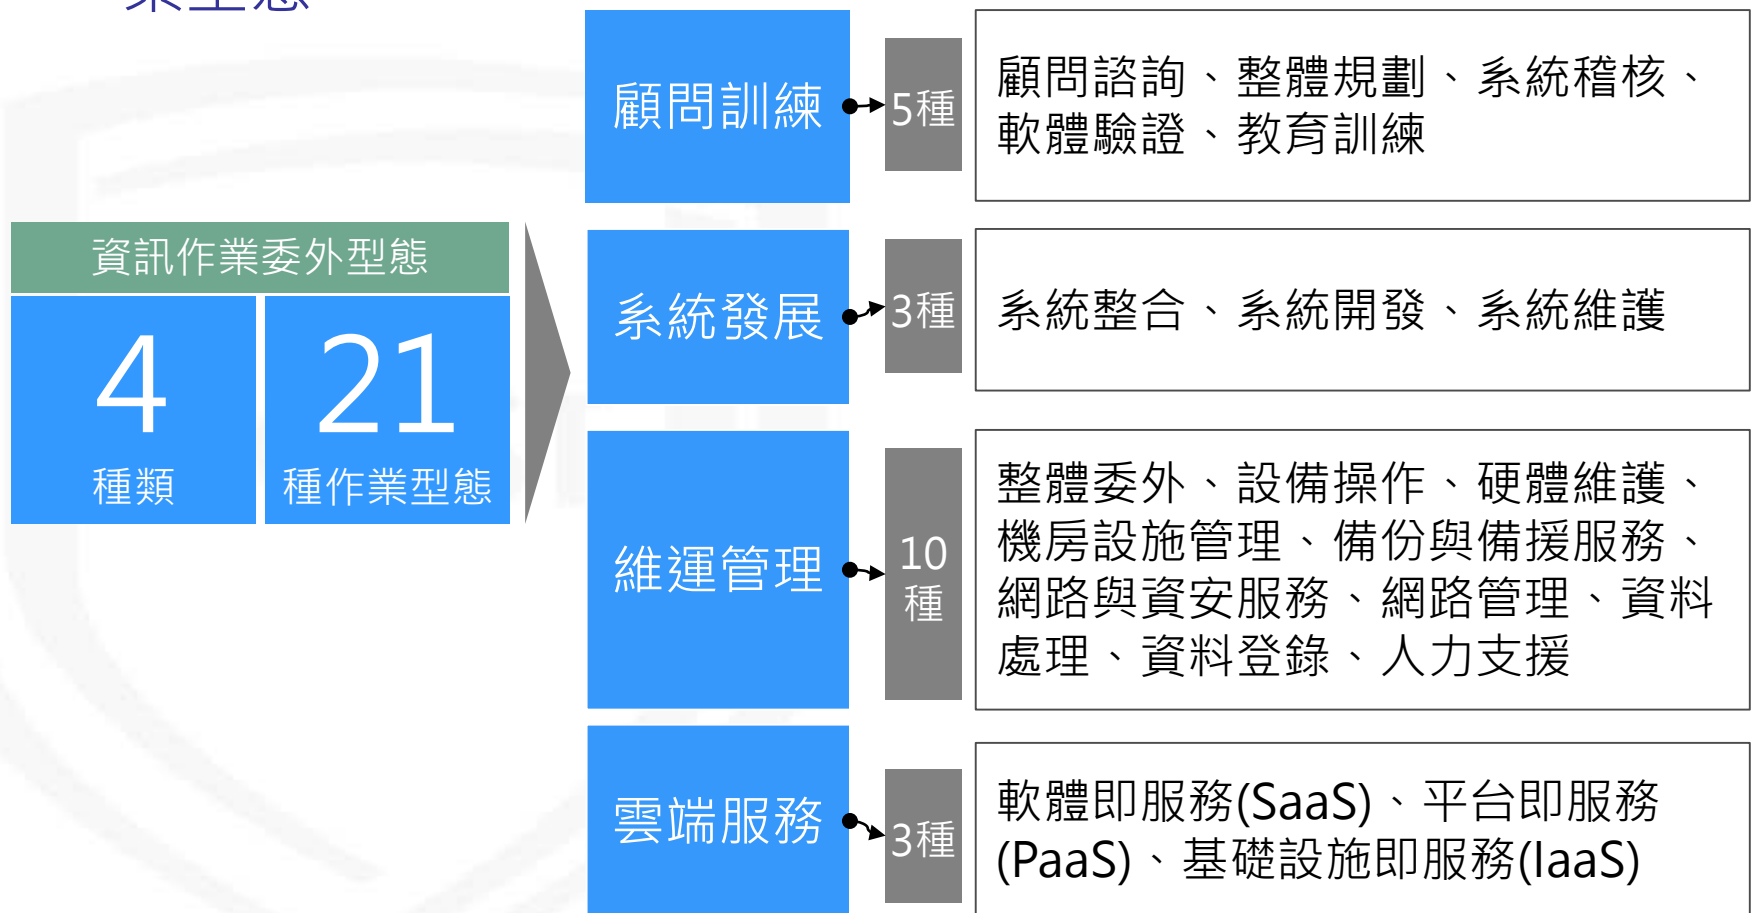 業型態
資訊作業委外型態
4
種類
21
種作業型態
顧問訓練
5種
顧問諮詢、整體規劃、系統稽核、
軟體驗證、教育訓練
系統發展
3種
系統整合、系統開發、系統維護
維運管理
10
種
整體委外、設備操作、硬體維護、
機房設施管理、備份與備援服務、
網路與資安服務、網路管理、資料
處理、資料登錄、人力支援
雲端服務
3種
軟體即服務(SaaS)、平台即服務
(PaaS)、基礎設施即服務(IaaS)